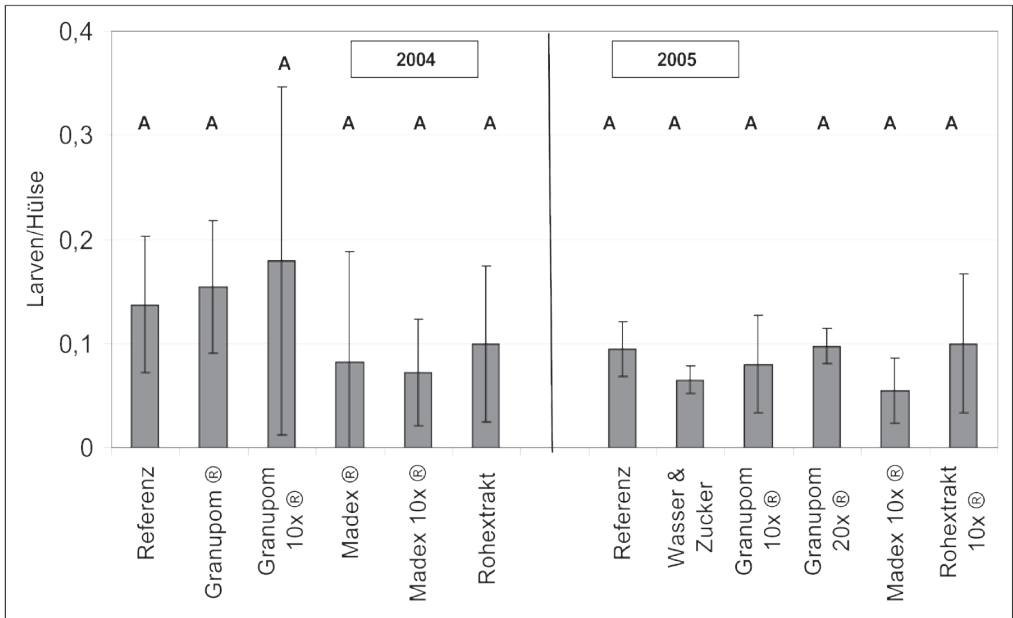 0,4
2004
2005
A
A A A A A A A A A A A
0,3
0,2
0,1
0
Larven/Hülse
Referenz
Granupom ®
Granupom
10x ®
Madex ®
Madex 10x ®
Rohextrakt
Referenz
Wasser &
Zucker
Granupom
10x ®
Granupom
20x ®
Madex 10x ®
Rohextrakt
10x ®